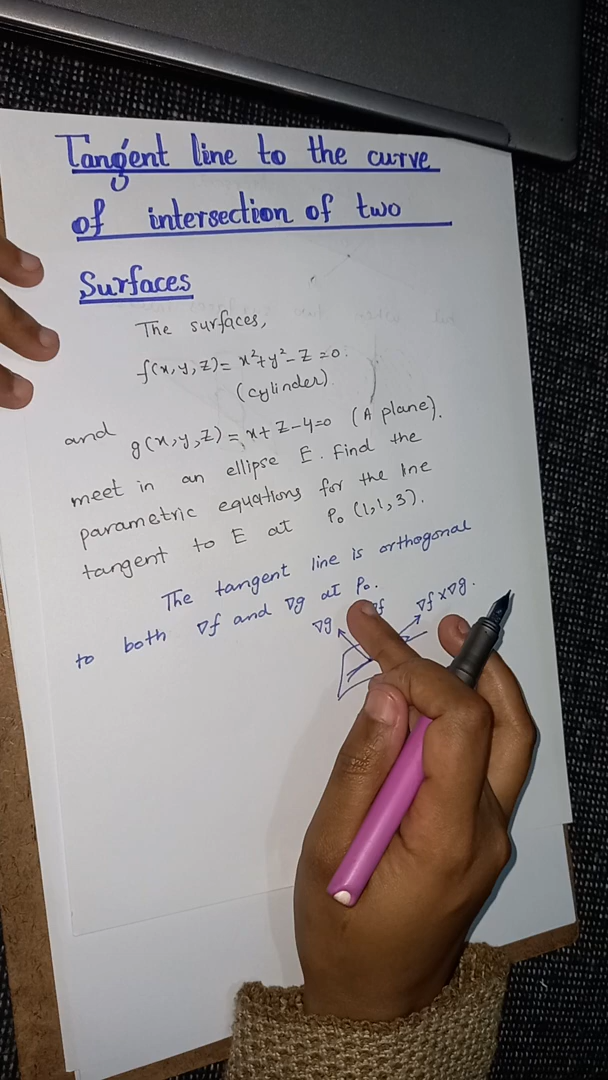 Tangent line to the curve
of intersection of two
Surfaces
The surfaces,
f(x,y,z)= x²+y²-z=0.
(cylinder)
and g(x,y,z)= x+z-4=0 (A plane).
meet in an ellipse E. Find the
parametric equations for the line
tangent to E at P₀ (1,1,3).
The tangent line is orthogonal
to both ∇f and ∇g at P₀.
∇g ∇f×∇g.